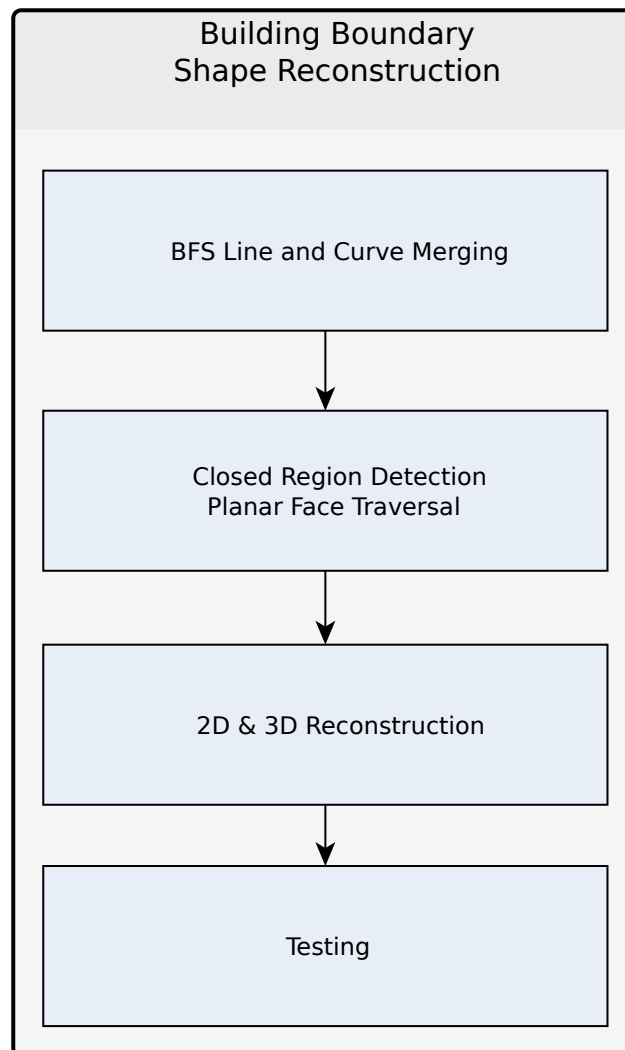 Building Boundary
Shape Reconstruction
BFS Line and Curve Merging
Closed Region Detection
Planar Face Traversal
2D & 3D Reconstruction
Testing